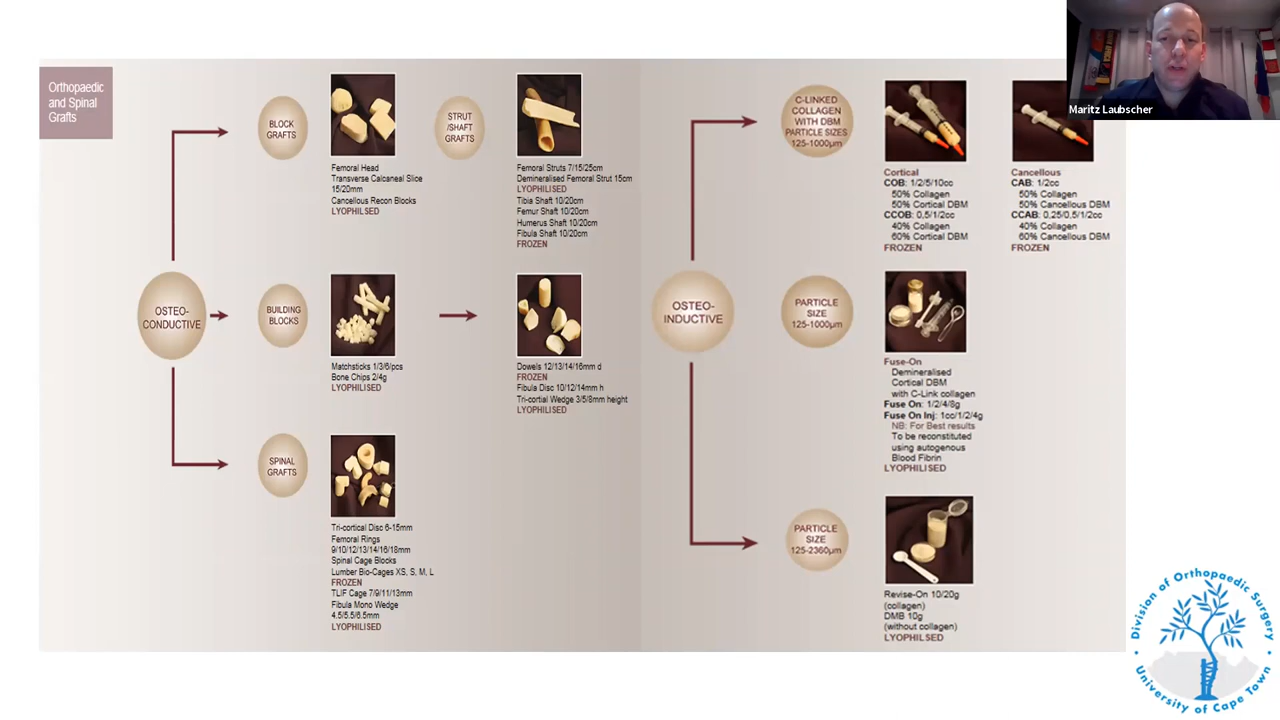 Orthopaedic
and Spinal
Grafts
BLOCK
GRAFTS
Femoral Head
Transverse Calcaneal Slice
15/20mm
Cancellous Recon Blocks
LYOPHILSED
STRUT
/SHAFT
GRAFTS
Femoral Struts 7/15/25cm
Demineralised Femoral Strut 15cm
LYOPHILISED
Tibia Shaft 10/20cm
Femur Shaft 10/20cm
Humerus Shaft 10/20cm
Fibula Shaft 10/20cm
FROZEN
OSTEO-
CONDUCTIVE
BUILDING
BLOCKS
Matchsticks 1/3/6/pcs
Bone Chips 2/4g
LYOPHILISED
Dowels 12/13/14/16mm d
FROZEN
Fibula Disc 10/12/14mm h
Tri-cortial Wedge 3/5/8mm height
LYOPHILISED
SPINAL
GRAFTS
Tri-cortical Disc 6-15mm
Femoral Rings
9/10/12/13/14/16/18mm
Spinal Cage Blocks
Lumber Bio-Cages XS, S, M, L
FROZEN
TLIF Cage 7/9/11/13mm
Fibula Mono Wedge
4.5/5.5/6.5mm
LYOPHILISED
OSTEO-
INDUCTIVE
C-LINKED
COLLAGEN
WITH DBM
PARTICLE SIZES
125-1000µm
Cortical
COB: 1/2/5/10cc
50% Collagen
50% Cortical DBM
CCOB: 0,5/1/2cc
40% Collagen
60% Cortical DBM
FROZEN
Cancellous
CAB: 1/2cc
50% Collagen
50% Cancellous DBM
CCAB: 0,25/0,5/1/2cc
40% Collagen
60% Cancellous DBM
FROZEN
PARTICLE
SIZE
125-1000µm
Fuse-On
Demineralised
Cortical DBM
with C-Link collagen
Fuse On: 1/2/4/8g
Fuse On Inj: 1cc/1/2/4g
NB: For Best results
To be reconstituted
using autogenous
Blood Fibrin
LYOPHILISED
PARTICLE
SIZE
125-2360µm
Revise-On 10/20g
(collagen)
DMB 10g
(without collagen)
LYOPHILSED
Maritz Laubscher
Division of Orthopaedic Surgery
University of Cape Town